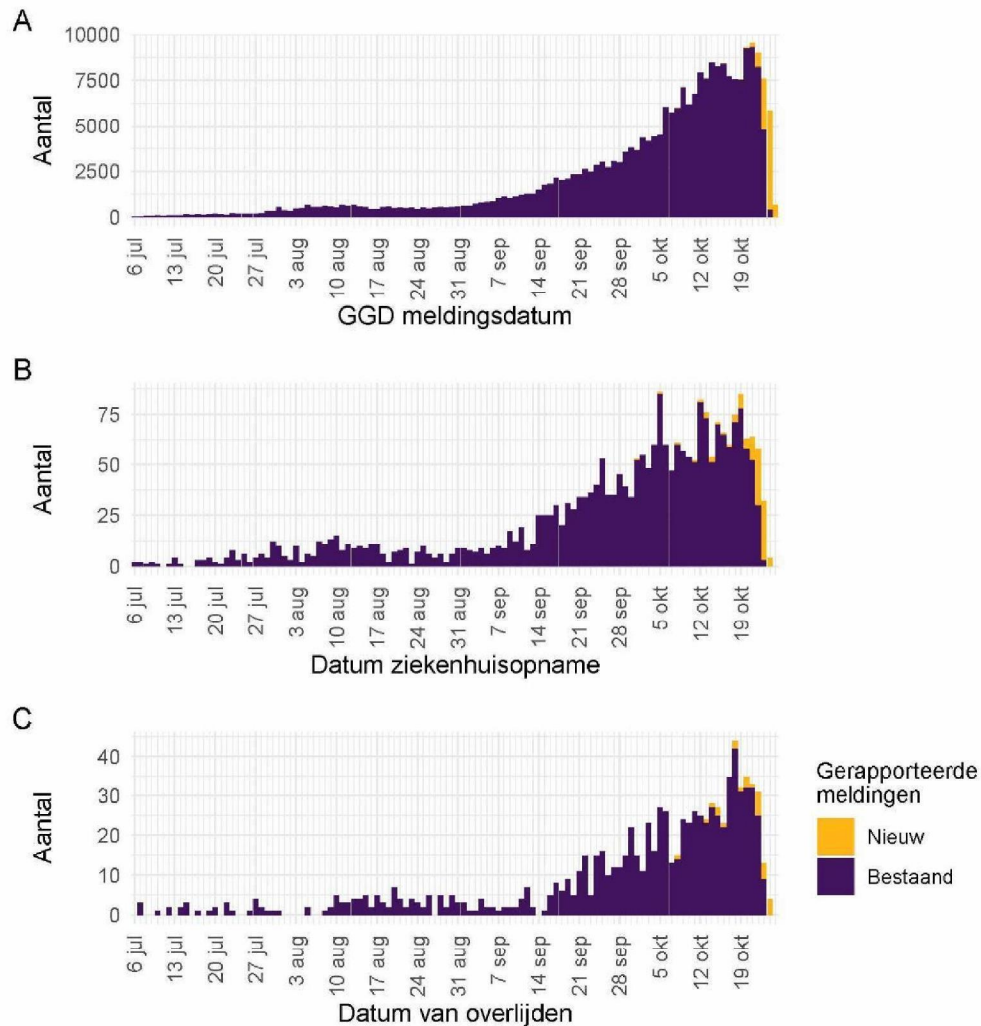 A
10000
7500
5000
2500
0
Aantal
6 jul
13 jul
20 jul
27 jul
3 aug
10 aug
17 aug
24 aug
31 aug
7 sep
14 sep
21 sep
28 sep
5 okt
12 okt
19 okt
GGD meldingsdatum
B
75
50
25
0
Aantal
6 jul
13 jul
20 jul
27 jul
3 aug
10 aug
17 aug
24 aug
31 aug
7 sep
14 sep
21 sep
28 sep
5 okt
12 okt
19 okt
Datum ziekenhuisopname
C
40
30
20
10
0
Aantal
6 jul
13 jul
20 jul
27 jul
3 aug
10 aug
17 aug
24 aug
31 aug
7 sep
14 sep
21 sep
28 sep
5 okt
12 okt
19 okt
Datum van overlijden
Gerapporteerde
meldingen
Nieuw
Bestaand